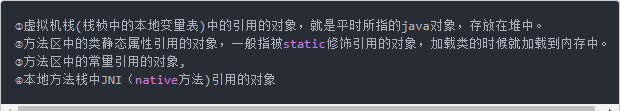 ①虚拟机栈(栈桢中的本地变量表)中的引用的对象，就是平时所指的java对象，存放在堆中。
②方法区中的类静态属性引用的对象，一般指被static修饰引用的对象，加载类的时候就加载到内存中。
③方法区中的常量引用的对象,
④本地方法栈中JNI（native方法)引用的对象